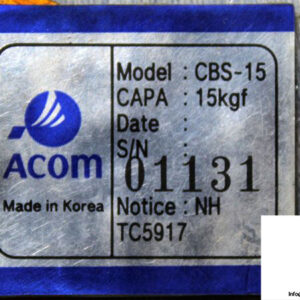 Model : CBS-15
CAPA : 15kgf
Date :
S/N : 01131
ACOM
Made in Korea
Notice : NH
TC5917